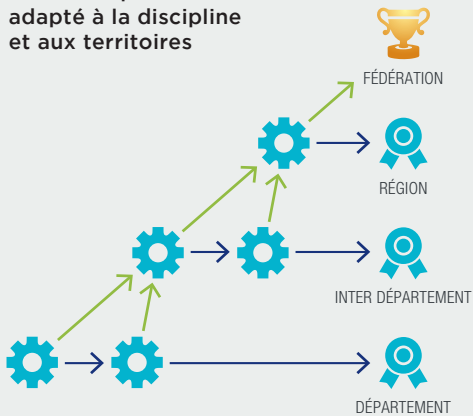 adapté à la discipline
et aux territoires
FÉDÉRATION
RÉGION
INTER DÉPARTEMENT
DÉPARTEMENT